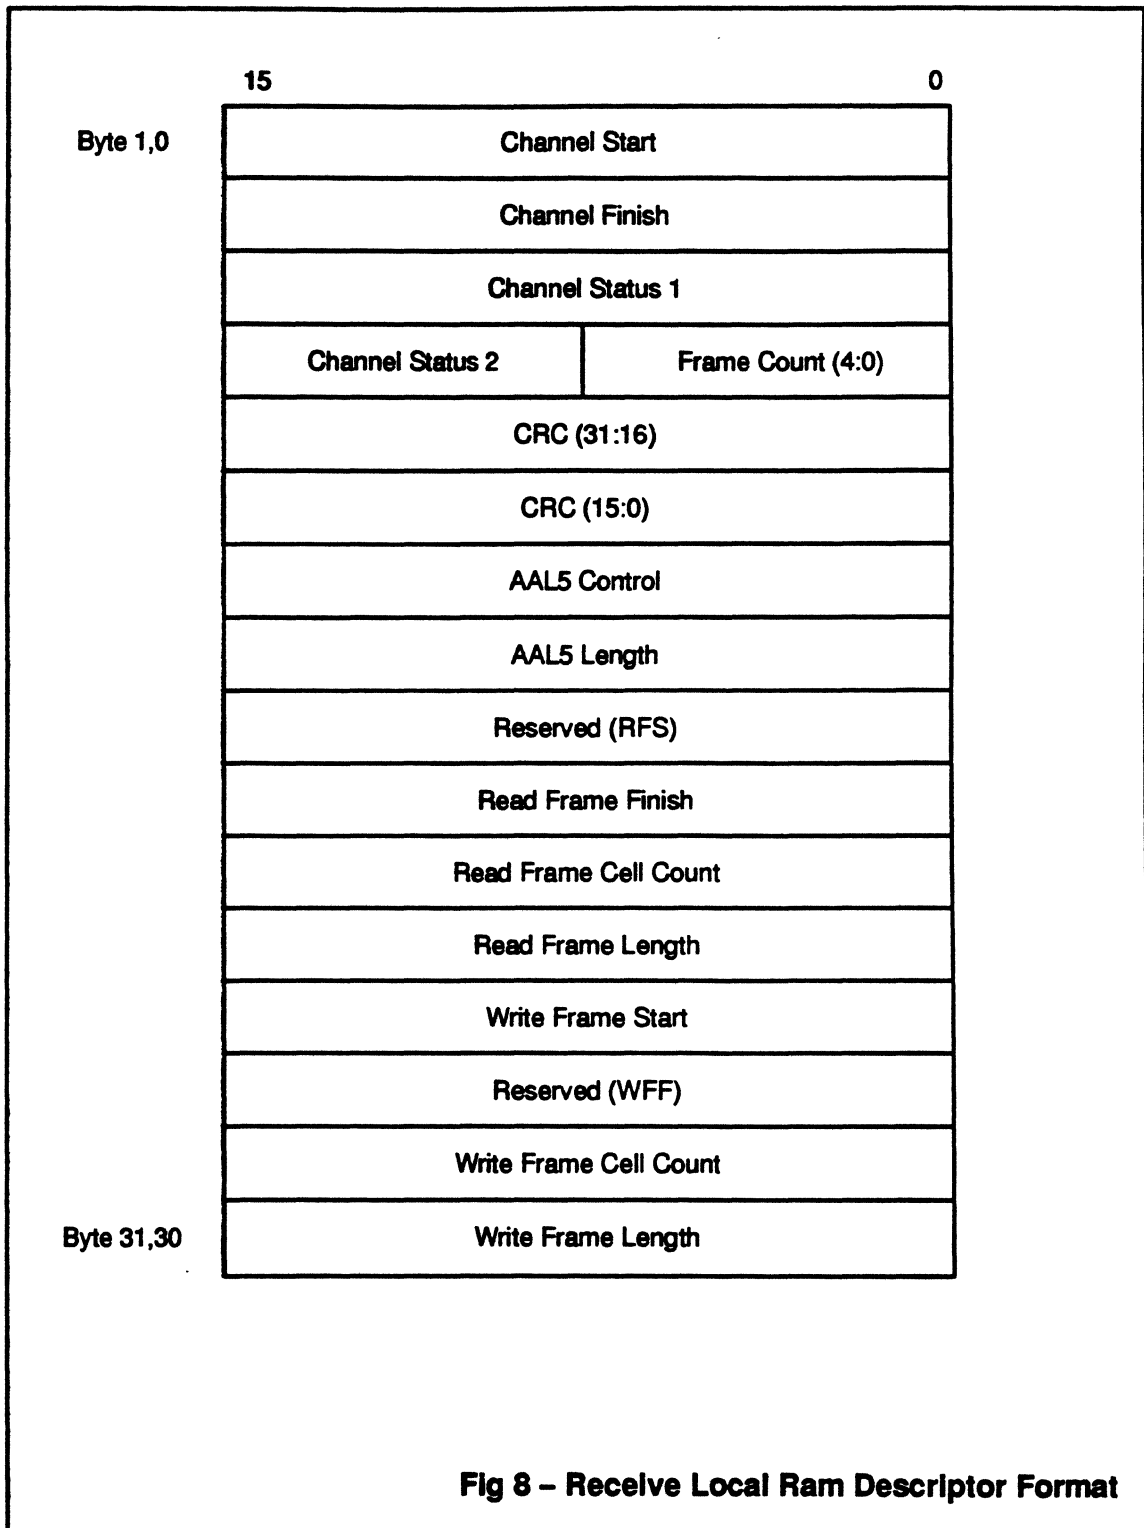 15 0
Byte 1,0 Channel Start
Channel Finish
Channel Status 1
Channel Status 2 Frame Count (4:0)
CRC (31:16)
CRC (15:0)
AAL5 Control
AAL5 Length
Reserved (RFS)
Read Frame Finish
Read Frame Cell Count
Read Frame Length
Write Frame Start
Reserved (WFF)
Write Frame Cell Count
Byte 31,30 Write Frame Length
Fig 8 – Receive Local Ram Descriptor Format